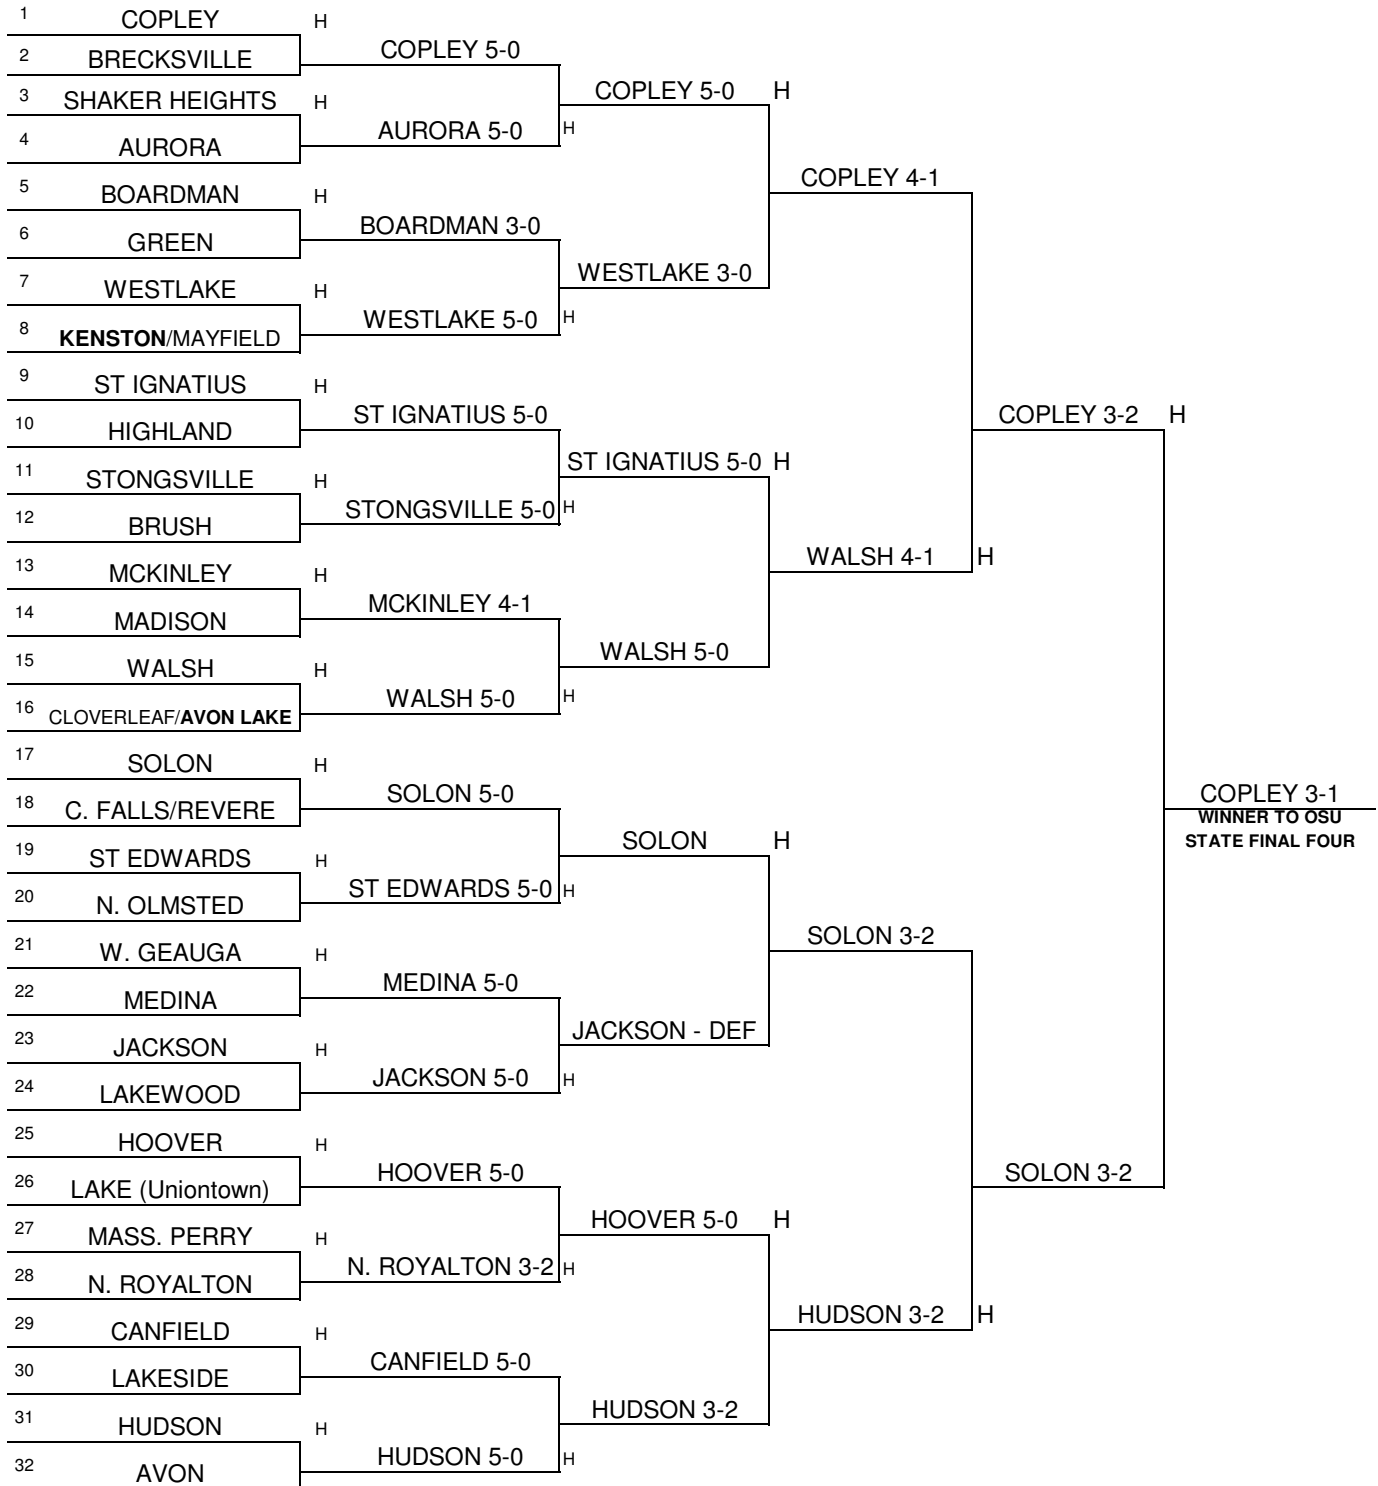 1 COPLEY H
COPLEY 5-0
2 BRECKSVILLE
COPLEY 5-0 H
3 SHAKER HEIGHTS H
AURORA 5-0 H
4 AURORA
COPLEY 4-1
5 BOARDMAN H
BOARDMAN 3-0
6 GREEN
WESTLAKE 3-0
7 WESTLAKE H
WESTLAKE 5-0 H
8 KENSTON/MAYFIELD
9 ST IGNATIUS H
ST IGNATIUS 5-0 COPLEY 3-2 H
10 HIGHLAND
ST IGNATIUS 5-0 H
11 STONGSVILLE H
STONGSVILLE 5-0 H
12 BRUSH
WALSH 4-1 H
13 MCKINLEY H
MCKINLEY 4-1
14 MADISON
WALSH 5-0
15 WALSH H
WALSH 5-0 H
16 CLOVERLEAF/AVON LAKE
17 SOLON H
SOLON 5-0 COPLEY 3-1
18 C. FALLS/REVERE
WINNER TO OSU
STATE FINAL FOUR
SOLON H
19 ST EDWARDS H
ST EDWARDS 5-0 H
20 N. OLMSTED
SOLON 3-2
21 W. GEAUGA H
MEDINA 5-0
22 MEDINA
JACKSON - DEF
23 JACKSON H
JACKSON 5-0 H
24 LAKEWOOD
25 HOOVER H
HOOVER 5-0 SOLON 3-2
26 LAKE (Uniontown)
HOOVER 5-0 H
27 MASS. PERRY H
N. ROYALTON 3-2 H
28 N. ROYALTON
HUDSON 3-2 H
29 CANFIELD H
CANFIELD 5-0
30 LAKESIDE
HUDSON 3-2
31 HUDSON H
HUDSON 5-0 H
32 AVON